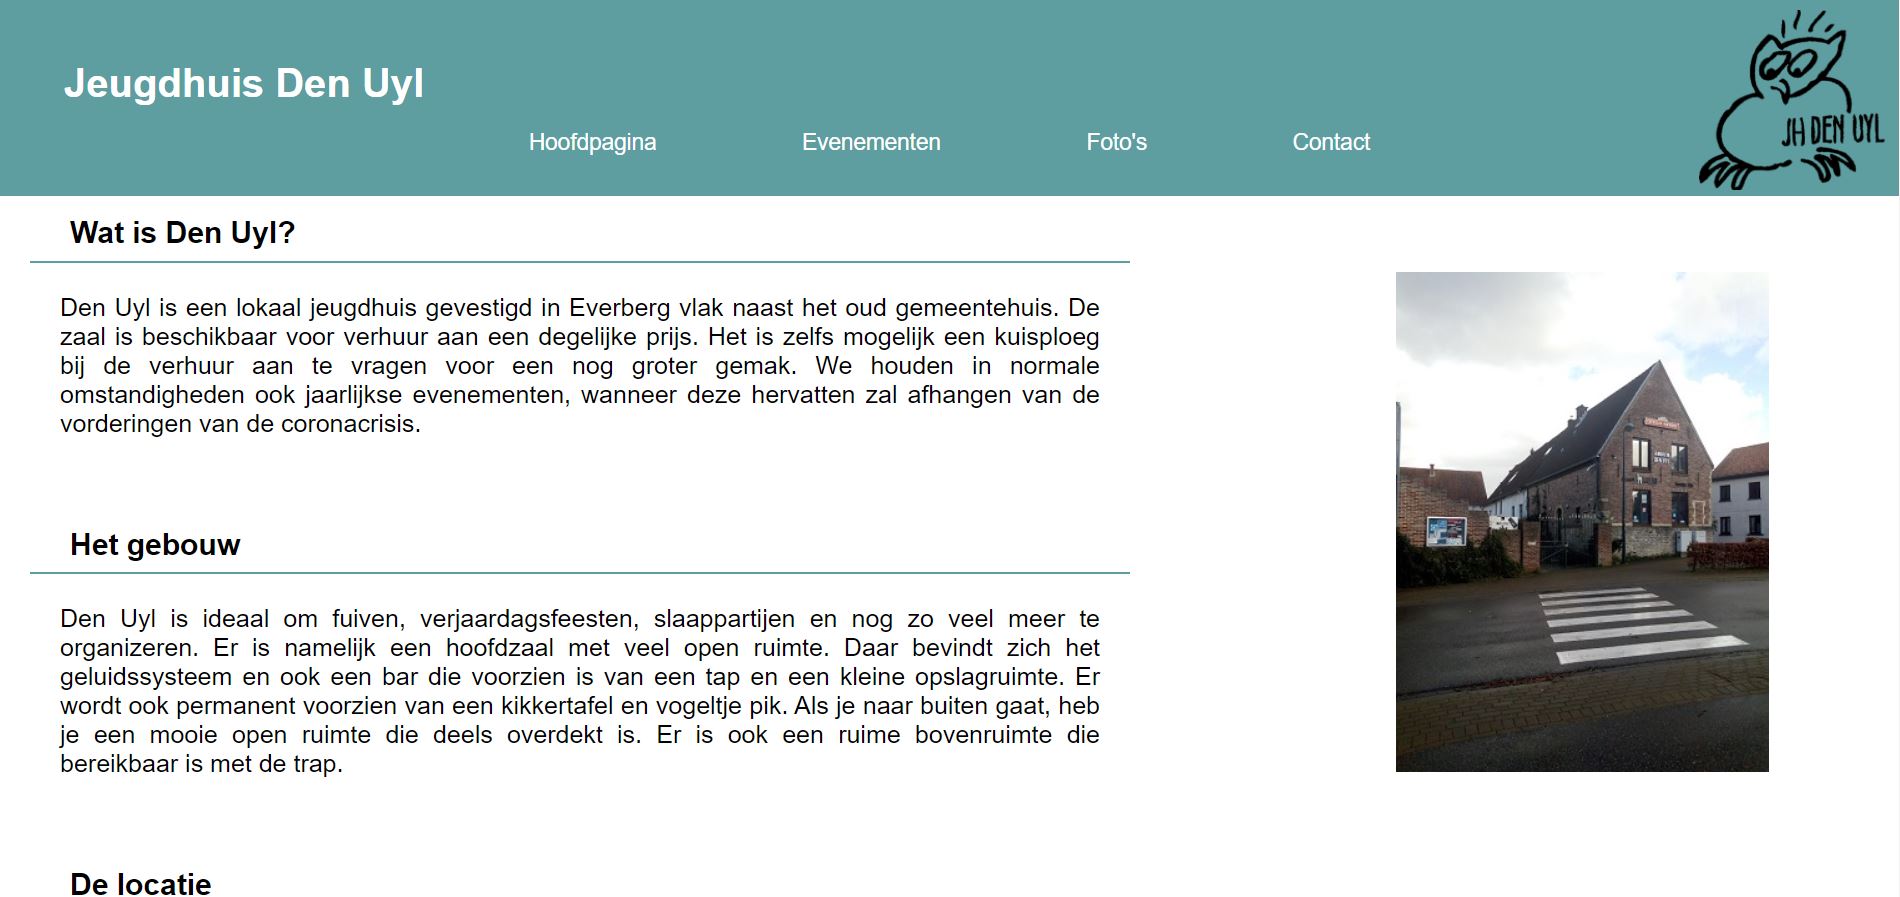 Jeugdhuis Den Uyl
JH DEN UYL
Hoofdpagina Evenementen Foto's Contact
Wat is Den Uyl?
Den Uyl is een lokaal jeugdhuis gevestigd in Everberg vlak naast het oud gemeentehuis. De
zaal is beschikbaar voor verhuur aan een degelijke prijs. Het is zelfs mogelijk een kuisploeg
bij de verhuur aan te vragen voor een nog groter gemak. We houden in normale
omstandigheden ook jaarlijkse evenementen, wanneer deze hervatten zal afhangen van de
vorderingen van de coronacrisis.
Het gebouw
Den Uyl is ideaal om fuiven, verjaardagsfeesten, slaappartijen en nog zo veel meer te
organizeren. Er is namelijk een hoofdzaal met veel open ruimte. Daar bevindt zich het
geluidssysteem en ook een bar die voorzien is van een tap en een kleine opslagruimte. Er
wordt ook permanent voorzien van een kikkertafel en vogeltje pik. Als je naar buiten gaat, heb
je een mooie open ruimte die deels overdekt is. Er is ook een ruime bovenruimte die
bereikbaar is met de trap.
De locatie